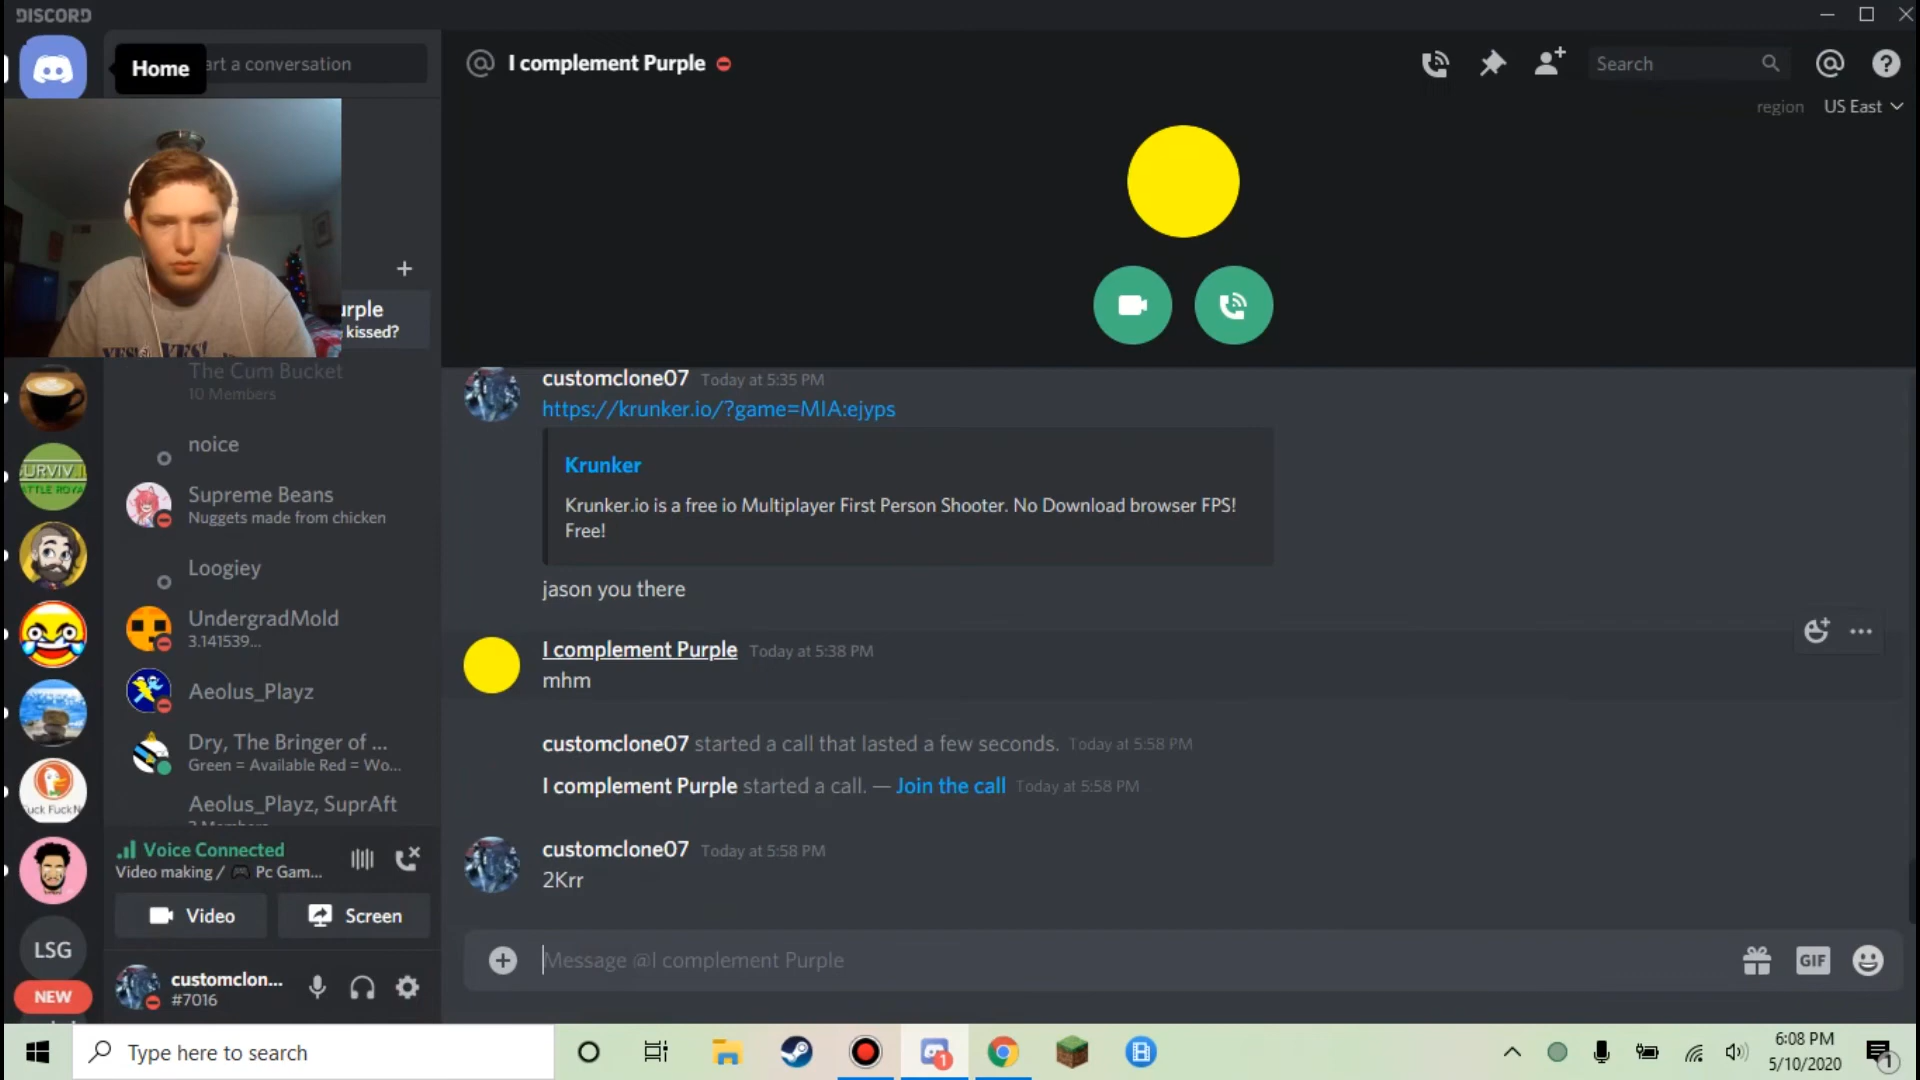 DISCORD
Home
art a conversation
I complement Purple
Search
region US East
urple
kissed?
The Cum Bucket
10 Members
noice
Supreme Beans
Nuggets made from chicken
Loogiey
UndergradMold
3.141539...
Aeolus_Playz
Dry, The Bringer of ...
Green = Available Red = Wo...
Aeolus_Playz, SuprAft
Voice Connected
Video making / Pc Gam...
Video
Screen
customclon...
#7016
LSG
NEW
customclone07 Today at 5:35 PM
https://krunker.io/?game=MIA:ejyps
Krunker
Krunker.io is a free io Multiplayer First Person Shooter. No Download browser FPS!
Free!
jason you there
I complement Purple Today at 5:38 PM
mhm
customclone07 started a call that lasted a few seconds. Today at 5:58 PM
I complement Purple started a call. — Join the call Today at 5:58 PM
customclone07 Today at 5:58 PM
2Krr
Message @I complement Purple
GIF
Type here to search
1
6:08 PM
5/10/2020
1